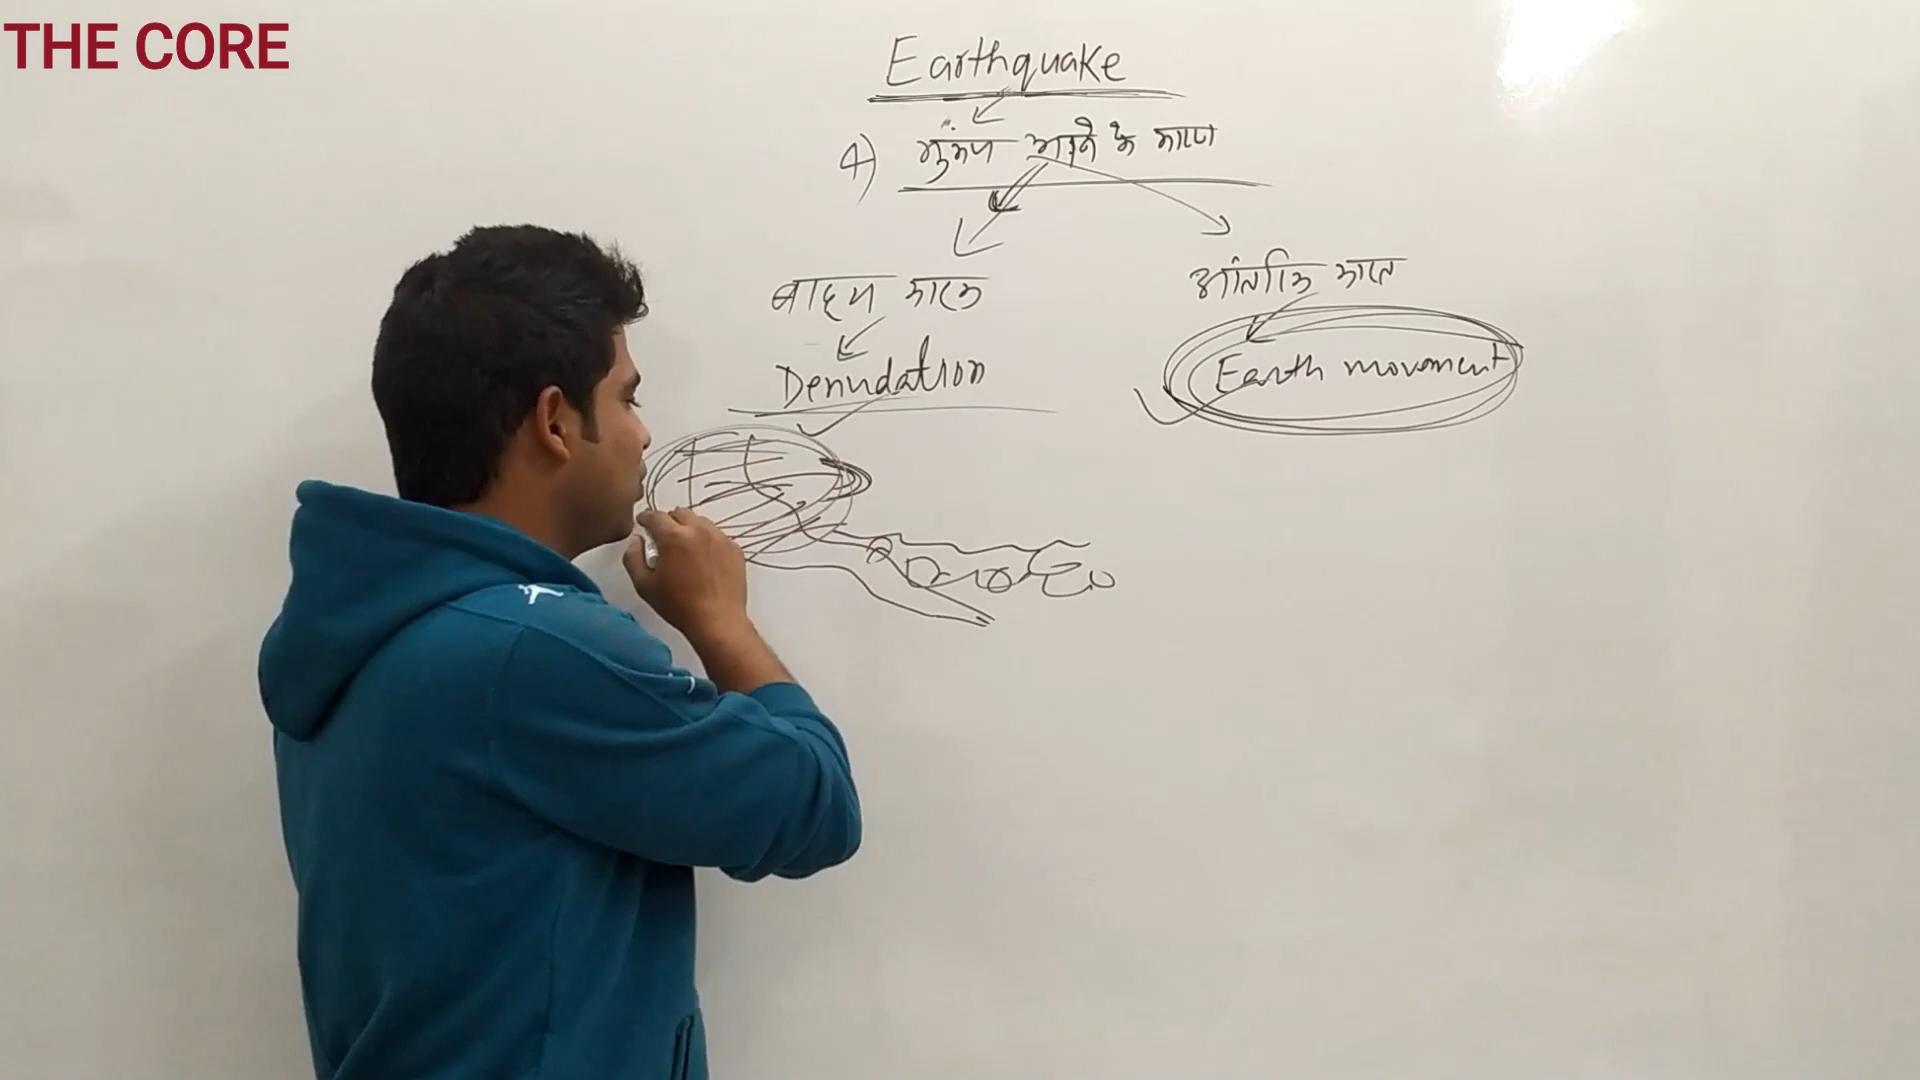 THE CORE
Earthquake
4) भुकंप आने के कारण
बाह्य कारक
आंतरिक कारक
Denudation
Earth movement